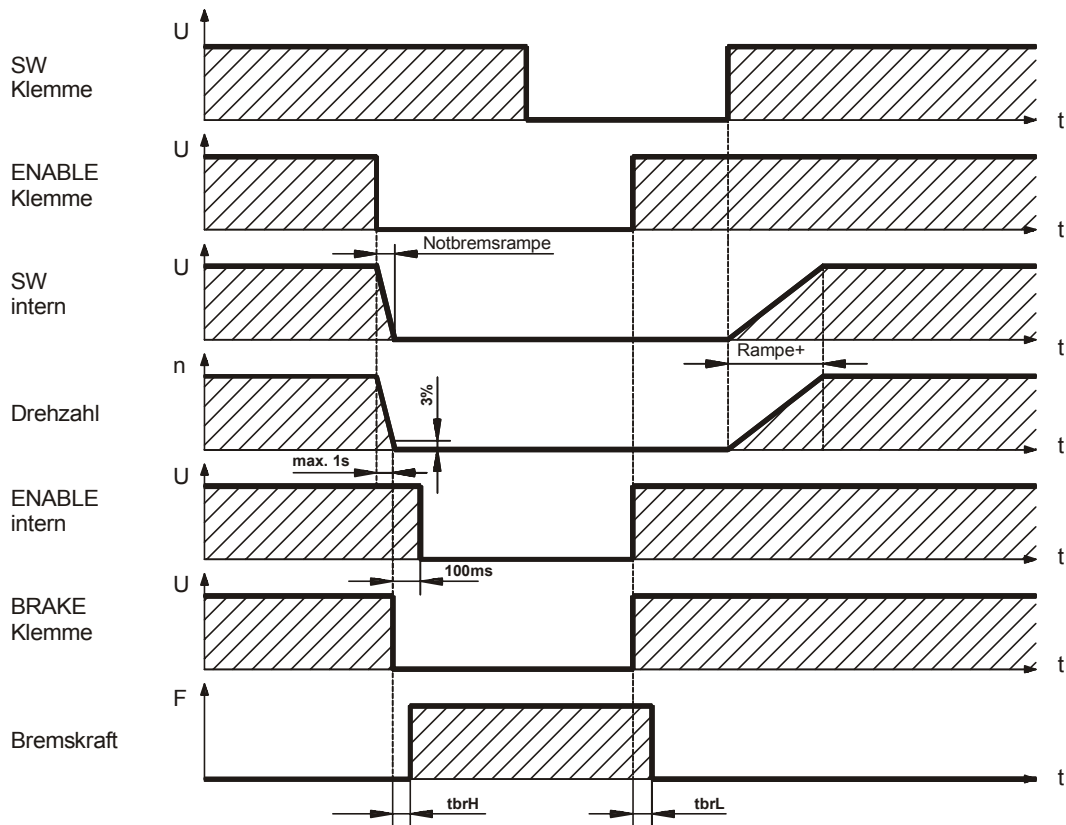 U
SW
Klemme
t
U
ENABLE
Klemme
t
Notbremsrampe
U
SW
intern
t
Rampe+
n
Drehzahl
3%
t
max. 1s
U
ENABLE
intern
t
100ms
U
BRAKE
Klemme
t
F
Bremskraft
t
tbrH
tbrL